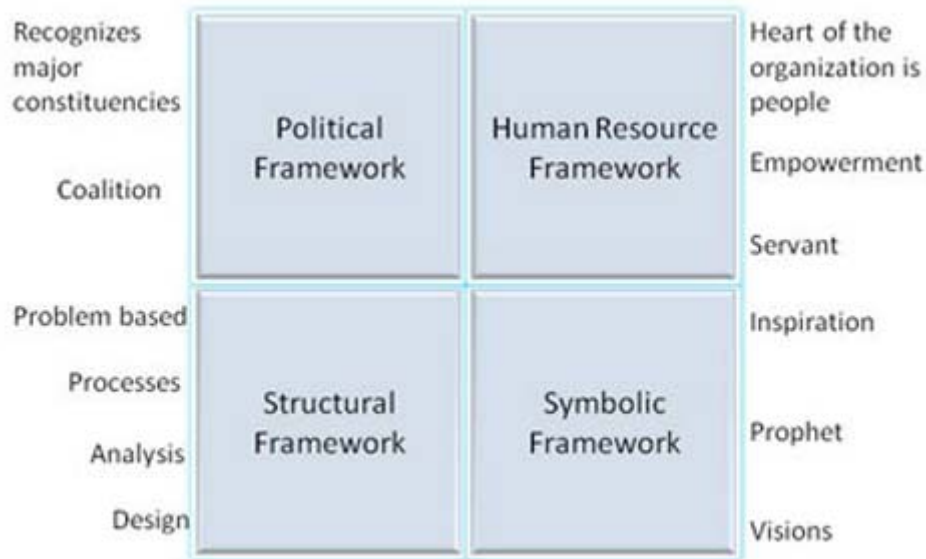 Recognizes
major
constituencies
Coalition
Political
Framework
Human Resource
Framework
Heart of the
organization is
people
Empowerment
Servant
Problem based
Processes
Analysis
Design
Structural
Framework
Symbolic
Framework
Inspiration
Prophet
Visions